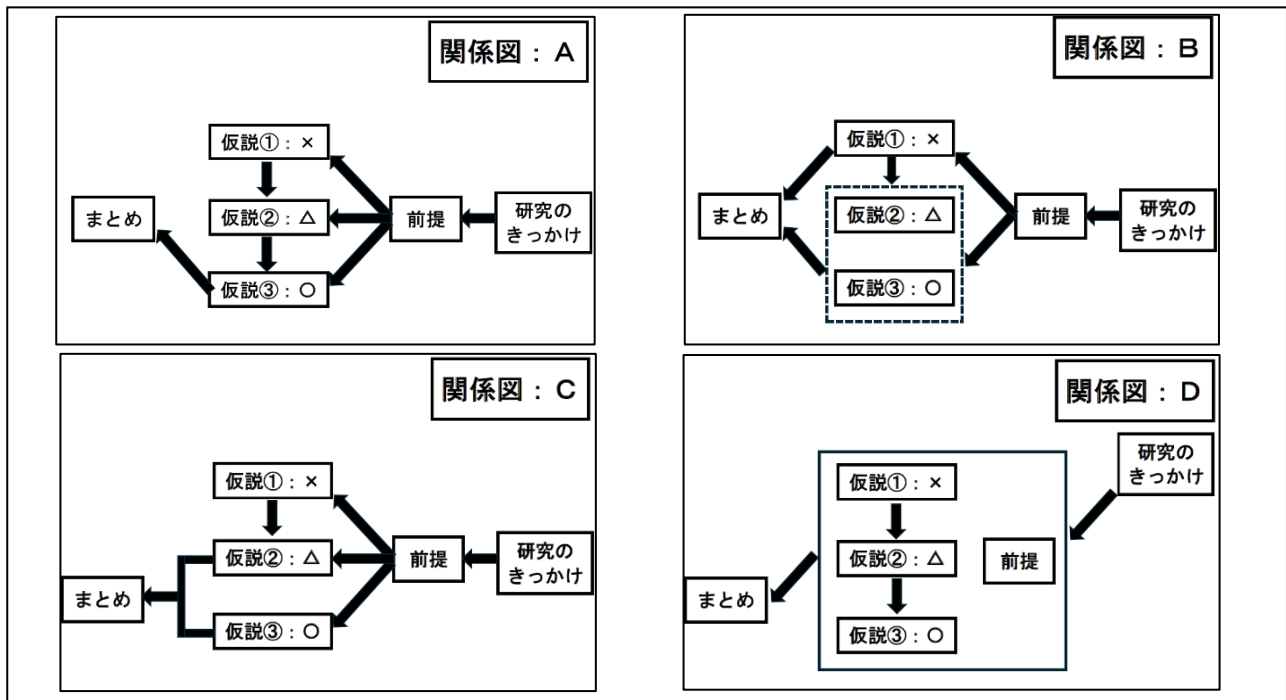 関係図：A
仮説①：×
仮説②：△
仮説③：○
まとめ
前提
研究の
きっかけ
関係図：B
仮説①：×
仮説②：△
仮説③：○
まとめ
前提
研究の
きっかけ
関係図：C
仮説①：×
仮説②：△
仮説③：○
まとめ
前提
研究の
きっかけ
関係図：D
仮説①：×
仮説②：△
仮説③：○
まとめ
前提
研究の
きっかけ